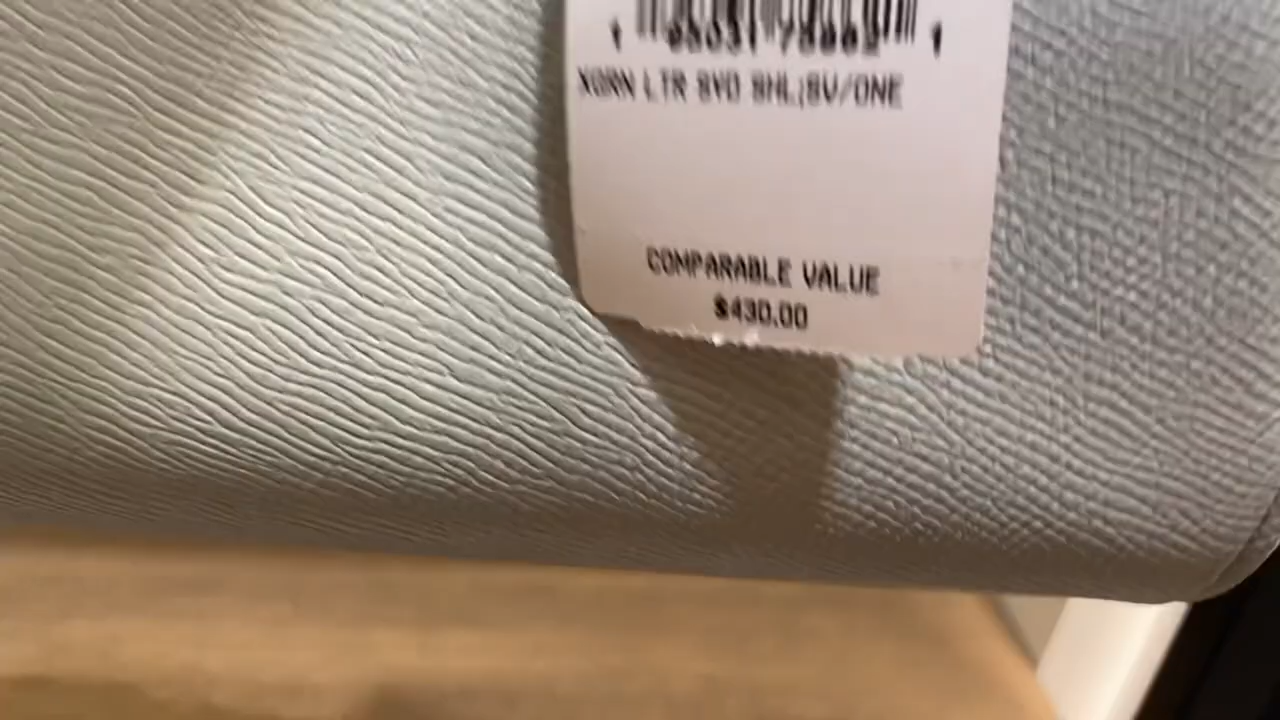 XGRN LTR SYD SHL;SV/ONE
COMPARABLE VALUE
$430.00